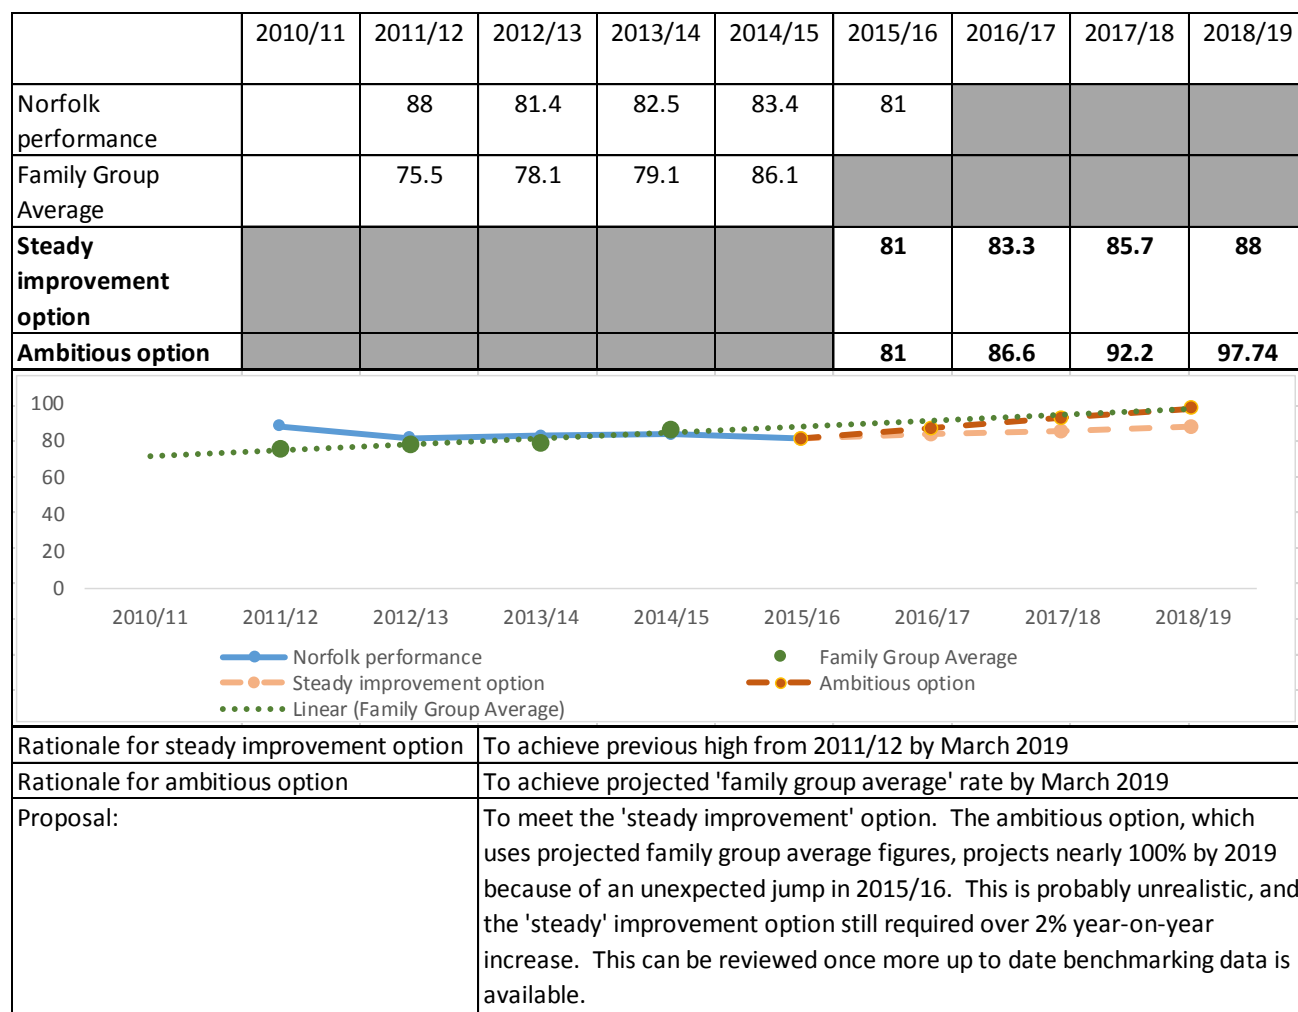 2010/11 2011/12 2012/13 2013/14 2014/15 2015/16 2016/17 2017/18 2018/19
Norfolk performance 88 81.4 82.5 83.4 81
Family Group Average 75.5 78.1 79.1 86.1
Steady improvement option 81 83.3 85.7 88
Ambitious option 81 86.6 92.2 97.74
100
80
60
40
20
0
2010/11 2011/12 2012/13 2013/14 2014/15 2015/16 2016/17 2017/18 2018/19
Norfolk performance Family Group Average
Steady improvement option Ambitious option
Linear (Family Group Average)
Rationale for steady improvement option To achieve previous high from 2011/12 by March 2019
Rationale for ambitious option To achieve projected 'family group average' rate by March 2019
Proposal: To meet the 'steady improvement' option. The ambitious option, which
uses projected family group average figures, projects nearly 100% by 2019
because of an unexpected jump in 2015/16. This is probably unrealistic, and
the 'steady' improvement option still required over 2% year-on-year
increase. This can be reviewed once more up to date benchmarking data is
available.